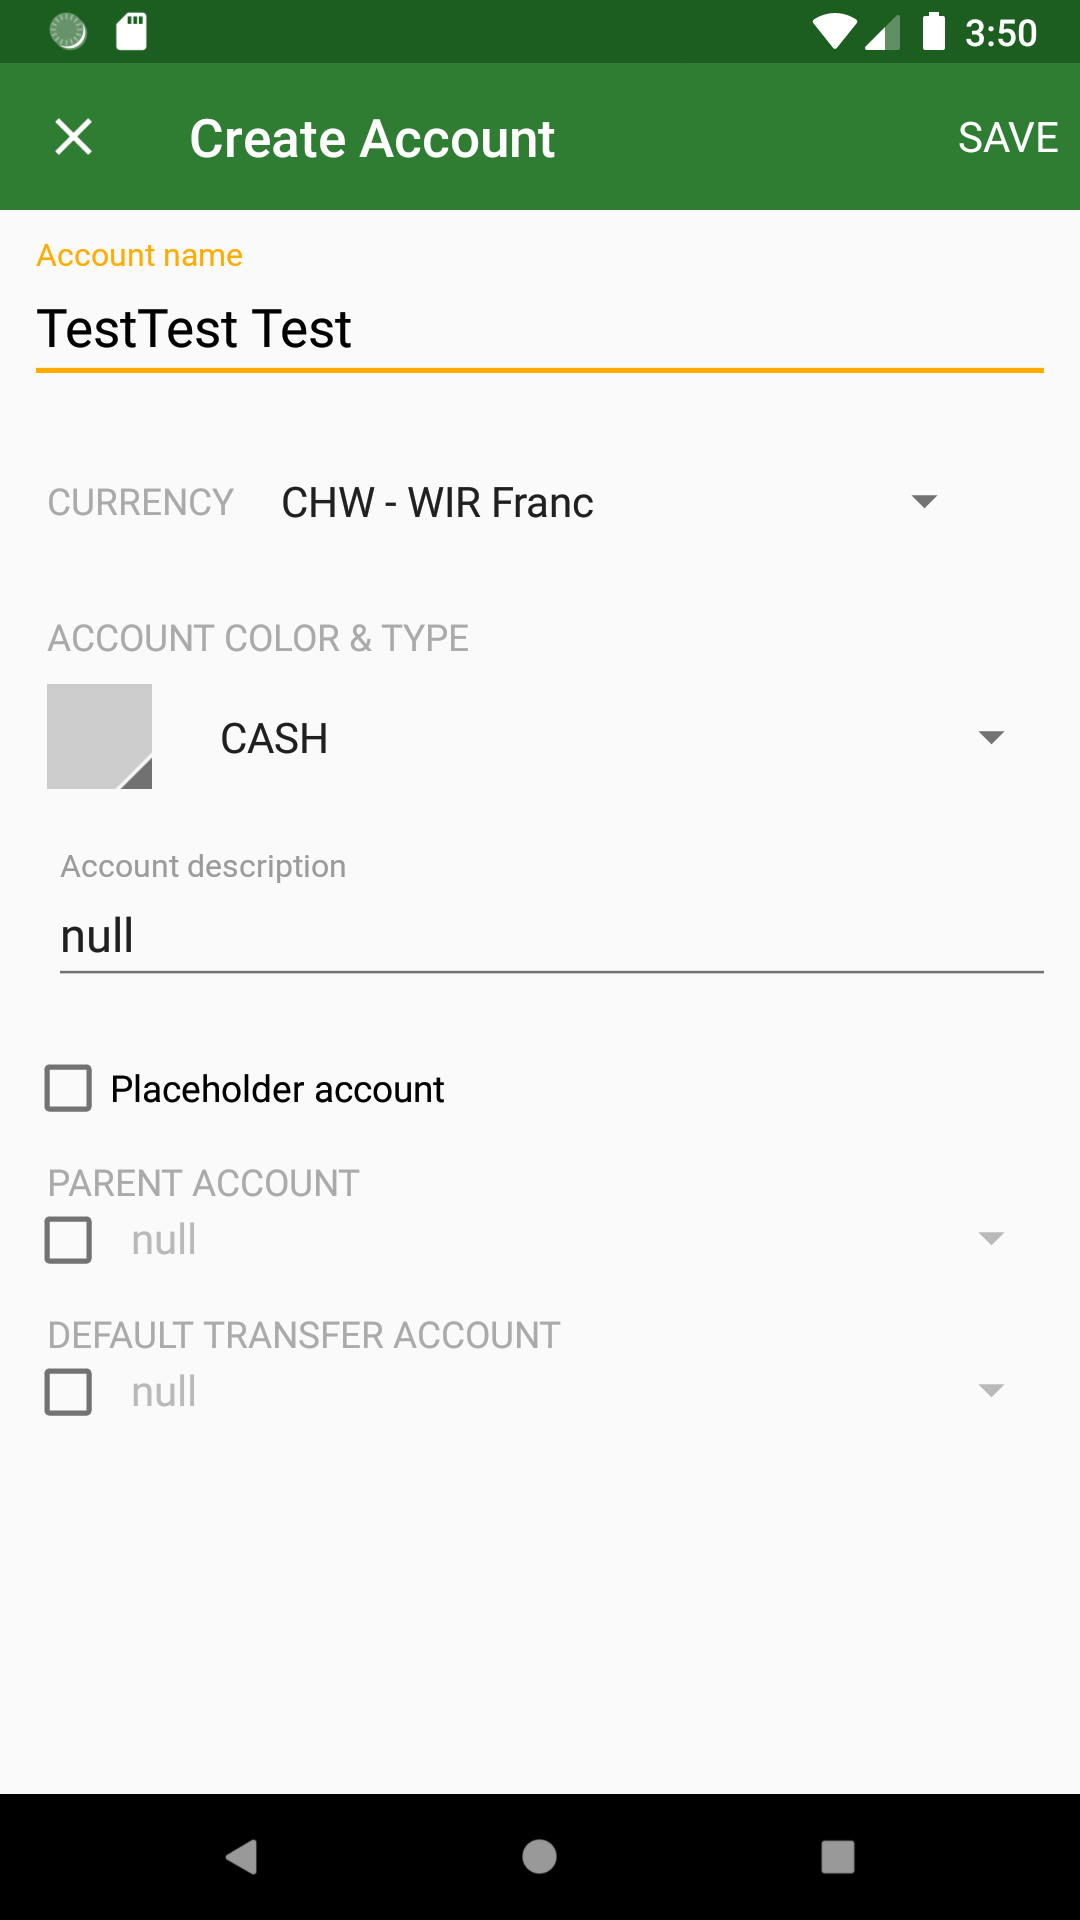 3:50
Create Account
SAVE
Account name
TestTest Test
CURRENCY CHW - WIR Franc
ACCOUNT COLOR & TYPE
CASH
Account description
null
Placeholder account
PARENT ACCOUNT
null
DEFAULT TRANSFER ACCOUNT
null